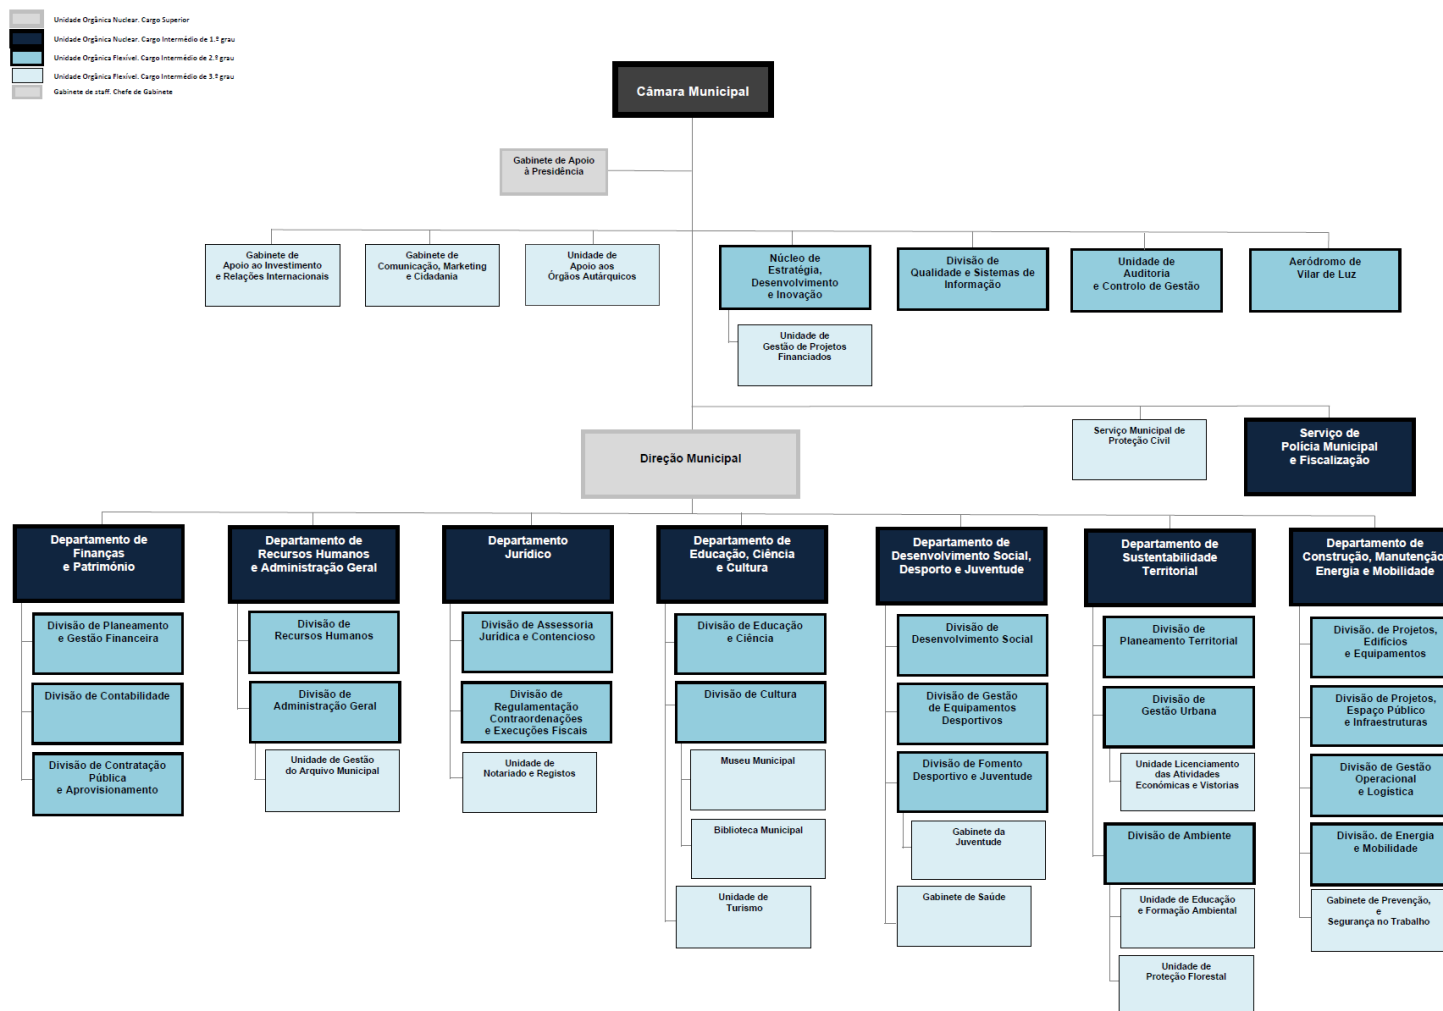 Unidade Orgânica Nuclear. Cargo Superior
Unidade Orgânica Nuclear. Cargo Intermédio de 1.º grau
Unidade Orgânica Flexível. Cargo Intermédio de 2.º grau
Unidade Orgânica Flexível. Cargo Intermédio de 3.º grau
Gabinete de staff. Chefe de Gabinete
Câmara Municipal
Gabinete de Apoio
à Presidência
Gabinete de
Apoio ao Investimento
e Relações Internacionais
Gabinete de
Comunicação, Marketing
e Cidadania
Unidade de
Apoio aos
Órgãos Autárquicos
Núcleo de
Estratégia,
Desenvolvimento
e Inovação
Divisão de
Qualidade e Sistemas de
Informação
Unidade de
Auditoria
e Controlo de Gestão
Aeródromo de
Vilar de Luz
Unidade de
Gestão de Projetos
Financiados
Serviço Municipal de
Proteção Civil
Serviço de
Polícia Municipal
e Fiscalização
Direção Municipal
Departamento de
Finanças
e Património
Divisão de Planeamento
e Gestão Financeira
Divisão de Contabilidade
Divisão de Contratação
Pública
e Aprovisionamento
Departamento de
Recursos Humanos
e Administração Geral
Divisão de
Recursos Humanos
Divisão de
Administração Geral
Unidade de Gestão
do Arquivo Municipal
Departamento
Jurídico
Divisão de Assessoria
Jurídica e Contencioso
Divisão de
Regulamentação
Contraordenações
e Execuções Fiscais
Unidade de
Notariado e Registos
Departamento de
Educação, Ciência
e Cultura
Divisão de Educação
e Ciência
Divisão de Cultura
Museu Municipal
Biblioteca Municipal
Unidade de
Turismo
Departamento de
Desenvolvimento Social,
Desporto e Juventude
Divisão de
Desenvolvimento Social
Divisão de Gestão
de Equipamentos
Desportivos
Divisão de Fomento
Desportivo e Juventude
Gabinete da
Juventude
Gabinete de Saúde
Departamento de
Sustentabilidade
Territorial
Divisão de
Planeamento Territorial
Divisão de
Gestão Urbana
Unidade Licenciamento
das Atividades
Económicas e Vistorias
Divisão de Ambiente
Unidade de Educação
e Formação Ambiental
Unidade de
Proteção Florestal
Departamento de
Construção, Manutenção,
Energia e Mobilidade
Divisão. de Projetos,
Edifícios
e Equipamentos
Divisão de Projetos,
Espaço Público
e Infraestruturas
Divisão de Gestão
Operacional
e Logística
Divisão. de Energia
e Mobilidade
Gabinete de Prevenção,
e
Segurança no Trabalho